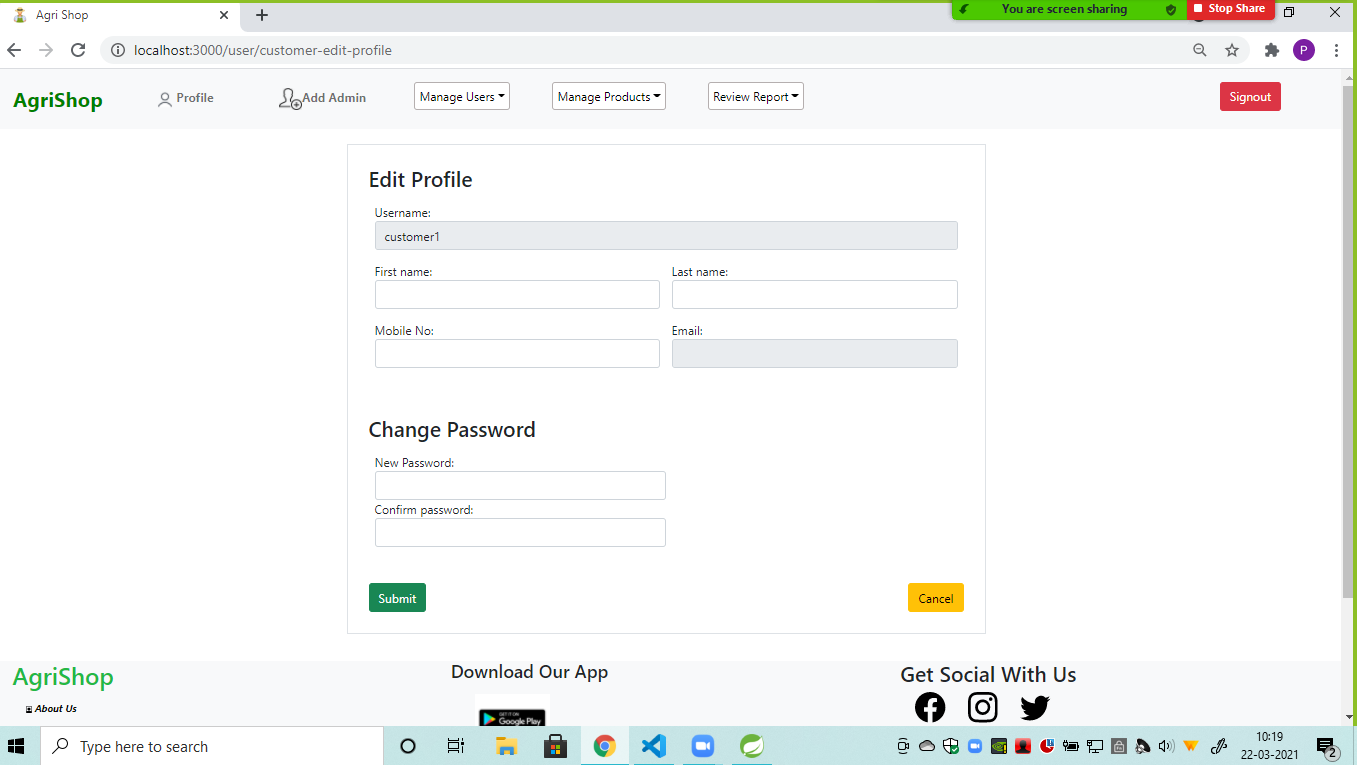 Agri Shop
You are screen sharing
Stop Share
localhost:3000/user/customer-edit-profile
P
AgriShop
Profile
Add Admin
Manage Users
Manage Products
Review Report
Signout
Edit Profile
Username:
customer1
First name:
Last name:
Mobile No:
Email:
Change Password
New Password:
Confirm password:
Submit
Cancel
AgriShop
Download Our App
Get Social With Us
About Us
GET IT ON
Google Play
Type here to search
10:19
22-03-2021
2